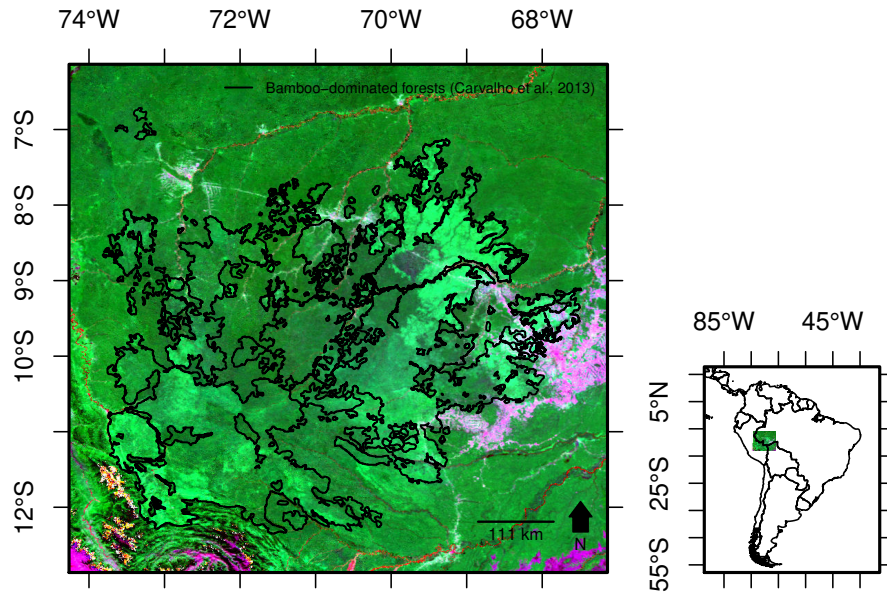 74°W 72°W 70°W 68°W
Bamboo−dominated forests (Carvalho et al., 2013)
7°S
8°S
9°S
10°S
12°S
111 km
N
85°W 45°W
5°N
25°S
55°S